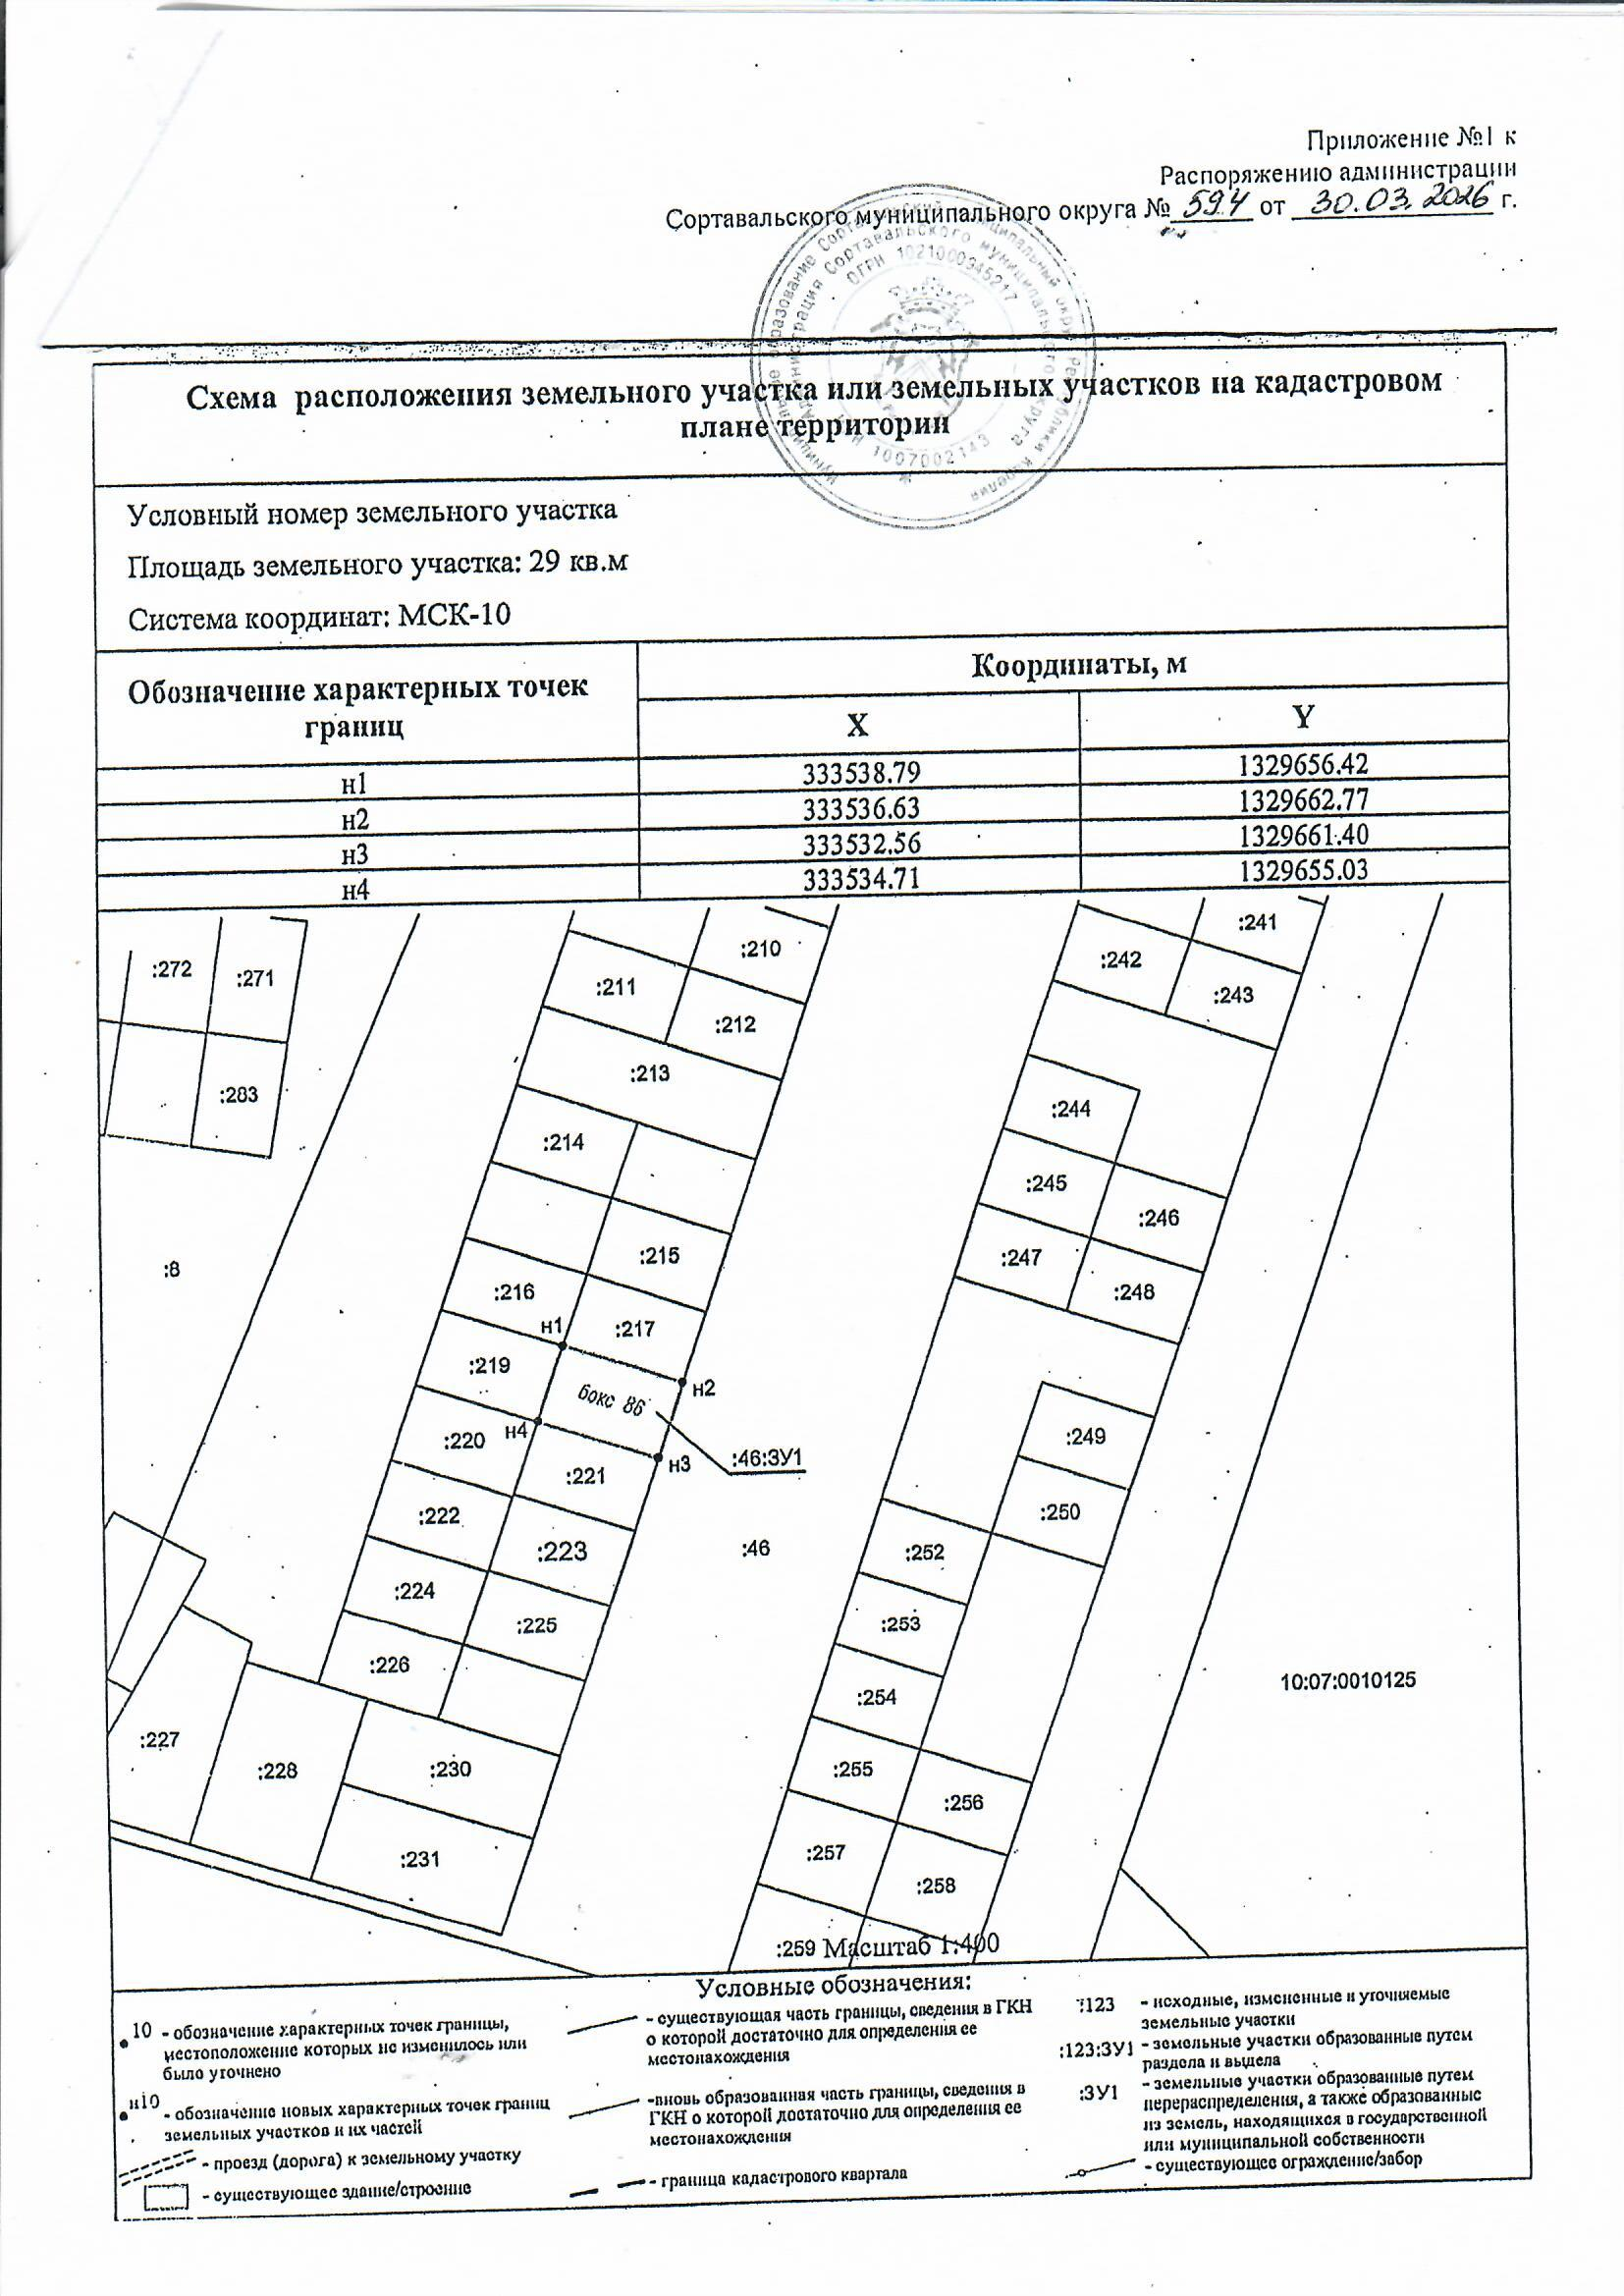 Приложение №1 к
Распоряжению администрации
Сортавальского муниципального округа № 594 от 30.03.2026 г.
ОГРН 1021000945217
1007002143
Схема расположения земельного участка или земельных участков на кадастровом
плане территории
Условный номер земельного участка
Площадь земельного участка: 29 кв.м
Система координат: МСК-10
Обозначение характерных точек
границ
Координаты, м
X
Y
н1 333538.79 1329656.42
н2 333536.63 1329662.77
н3 333532.56 1329661.40
н4 333534.71 1329655.03
:272
:271
:283
:8
:210
:211
:212
:213
:214
:215
:216
:217
н1
:219
бокс 86
н2
:220
н4
н3
:46:ЗУ1
:221
:222
:223
:46
:224
:225
:226
:227
:228
:230
:231
:241
:242
:243
:244
:245
:246
:247
:248
:249
:250
:252
:253
:254
:255
:256
:257
:258
:259
10:07:0010125
Масштаб 1:400
Условные обозначения:
10 - обозначение характерных точек границы,
местоположение которых не изменилось или
было уточнено
н10 - обозначение новых характерных точек границ
земельных участков и их частей
- проезд (дорога) к земельному участку
- существующее здание/строение
- существующая часть границы, сведения в ГКН
о которой достаточно для определения ее
местонахождения
-вновь образованная часть границы, сведения в
ГКН о которой достаточно для определения ее
местонахождения
- граница кадастрового квартала
:123 - исходные, измененные и уточняемые
земельные участки
:123:ЗУ1 - земельные участки образованные путем
раздела и выдела
:ЗУ1 - земельные участки образованные путем
перераспределения, а также образованные
из земель, находящихся в государственной
или муниципальной собственности
- существующее ограждение/забор